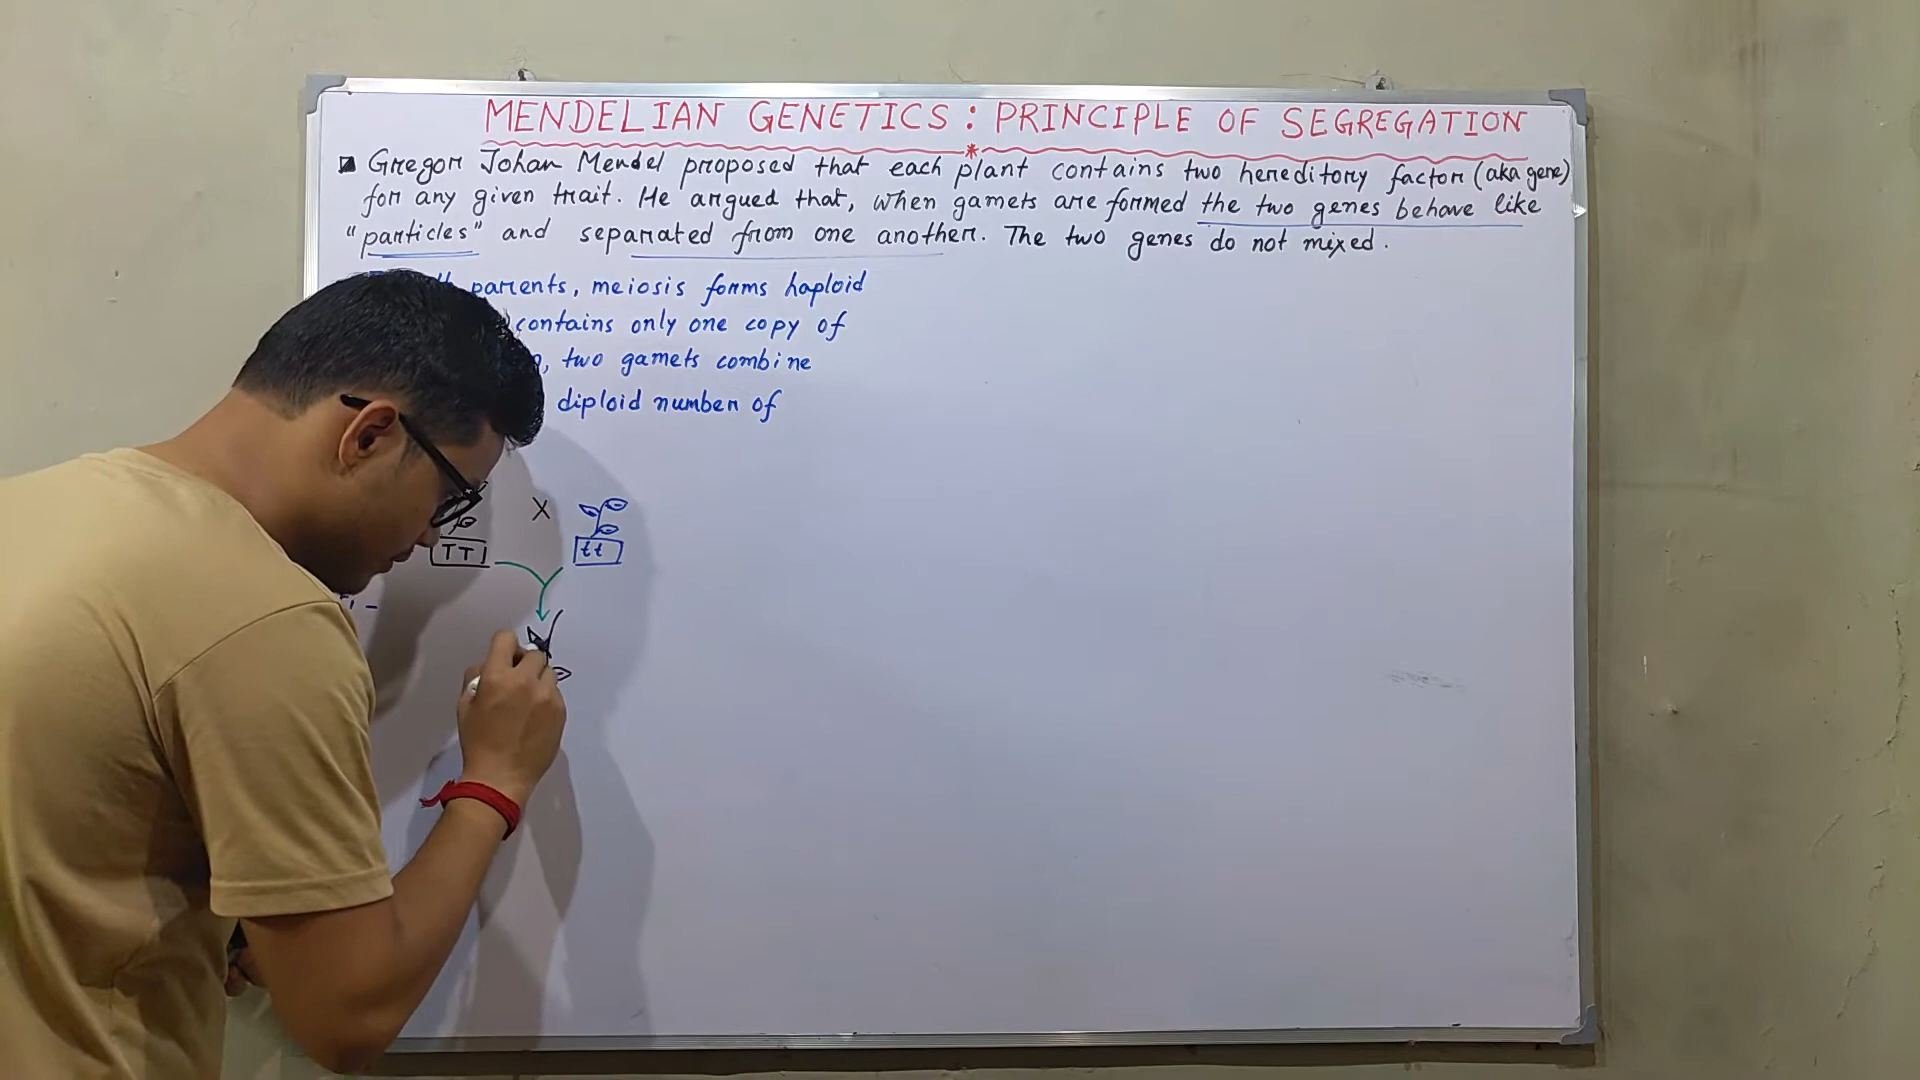 MENDELIAN GENETICS : PRINCIPLE OF SEGREGATION
Gregor Johan Mendel proposed that each plant contains two hereditory factor (aka gene)
for any given trait. He argued that, when gamets are formed the two genes behave like
"particles" and separated from one another. The two genes do not mixed.
parents, meiosis forms haploid
contains only one copy of
two gamets combine
diploid number of
X
TT tt